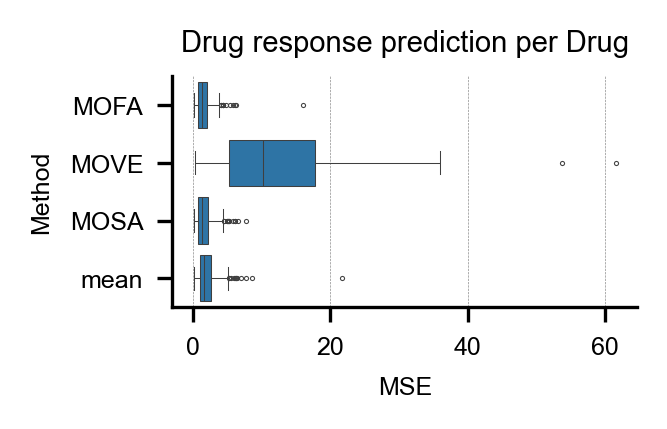 Drug response prediction per Drug
Method
MOFA
MOVE
MOSA
mean
0 20 40 60
MSE